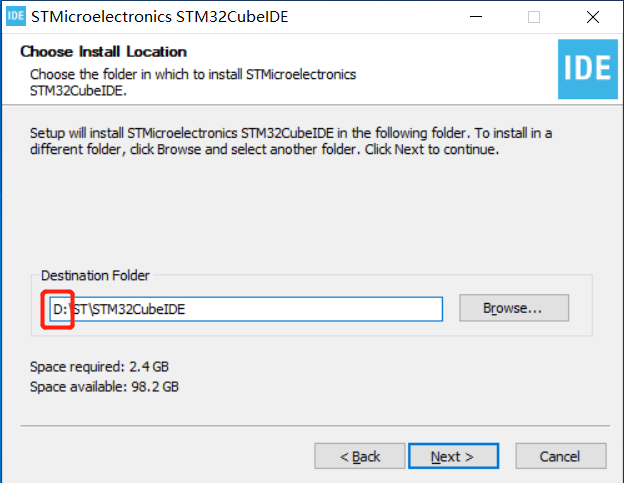 IDE STMicroelectronics STM32CubeIDE
Choose Install Location
Choose the folder in which to install STMicroelectronics
STM32CubeIDE.
IDE
Setup will install STMicroelectronics STM32CubeIDE in the following folder. To install in a
different folder, click Browse and select another folder. Click Next to continue.
Destination Folder
D:\ST\STM32CubeIDE
Browse...
Space required: 2.4 GB
Space available: 98.2 GB
< Back
Next >
Cancel